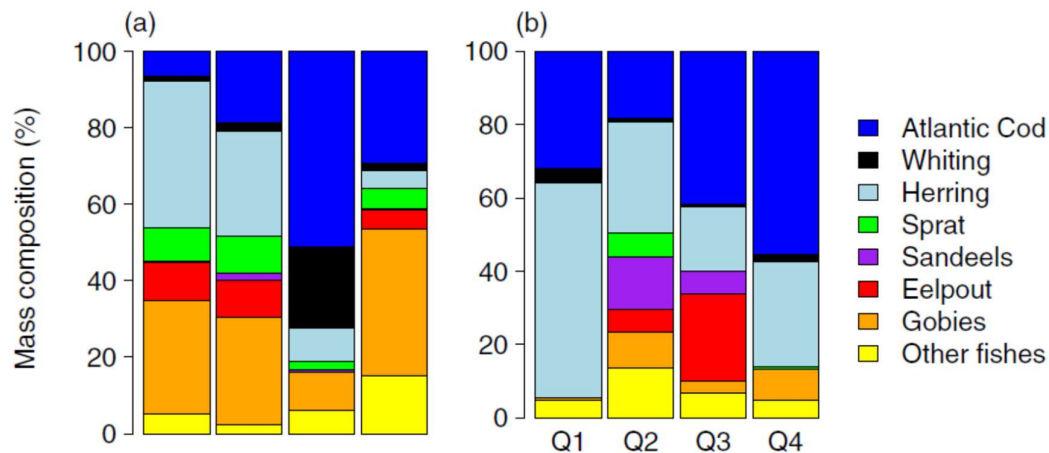 (a)
(b)
Mass composition (%)
100
80
60
40
20
0
100
80
60
40
20
0
Q1 Q2 Q3 Q4
Atlantic Cod
Whiting
Herring
Sprat
Sandeels
Eelpout
Gobies
Other fishes